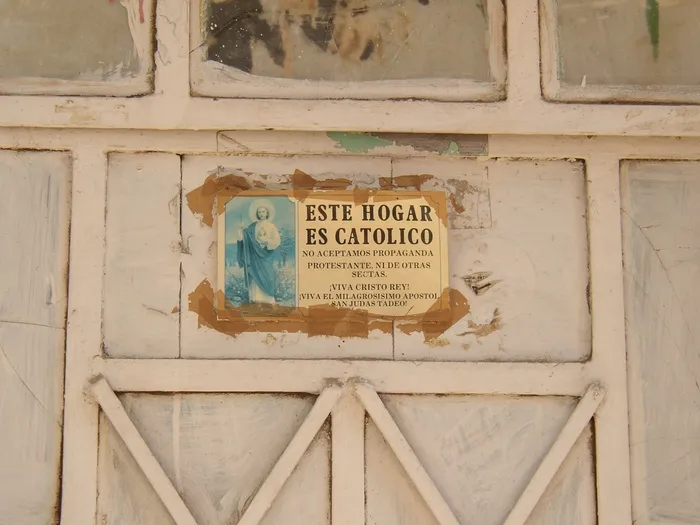 ESTE HOGAR
ES CATOLICO
NO ACEPTAMOS PROPAGANDA
PROTESTANTE, NI DE OTRAS
SECTAS.
¡VIVA CRISTO REY!
¡VIVA EL MILAGROSISIMO APOSTOL
SAN JUDAS TADEO!